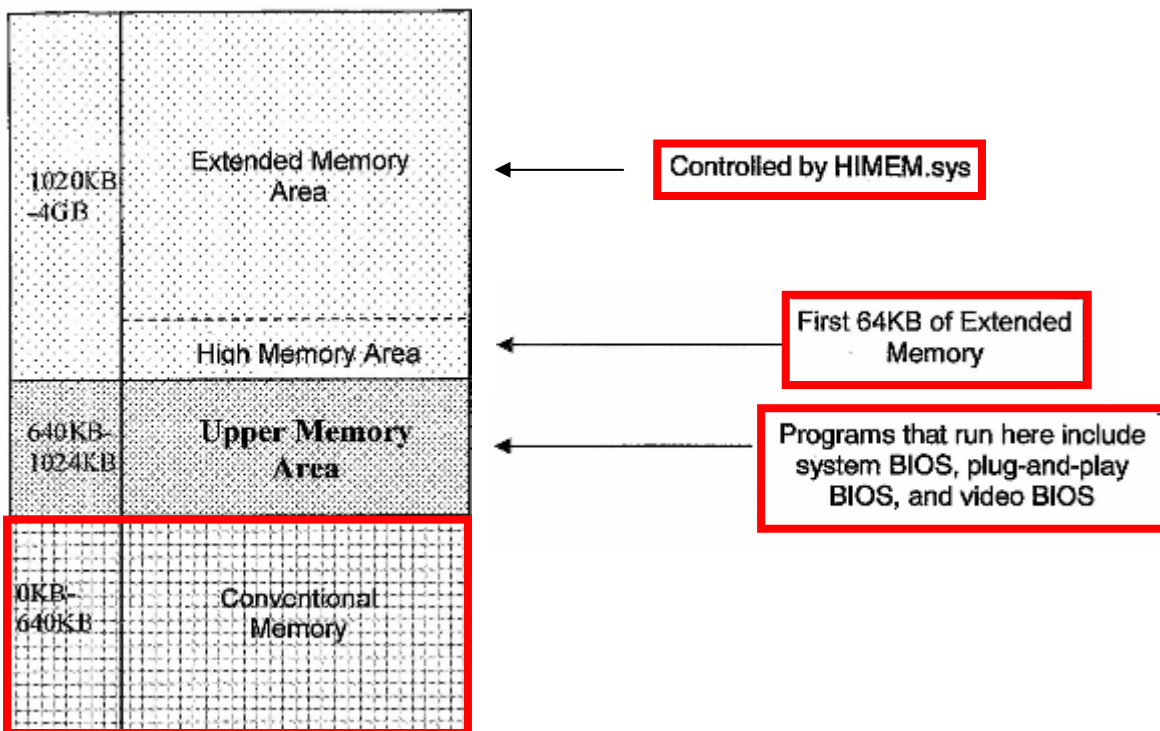 1020KB
-4GB
Extended Memory
Area
Controlled by HIMEM.sys
High Memory Area
First 64KB of Extended
Memory
640KB-
1024KB
Upper Memory
Area
Programs that run here include
system BIOS, plug-and-play
BIOS, and video BIOS
0KB-
640KB
Conventional
Memory